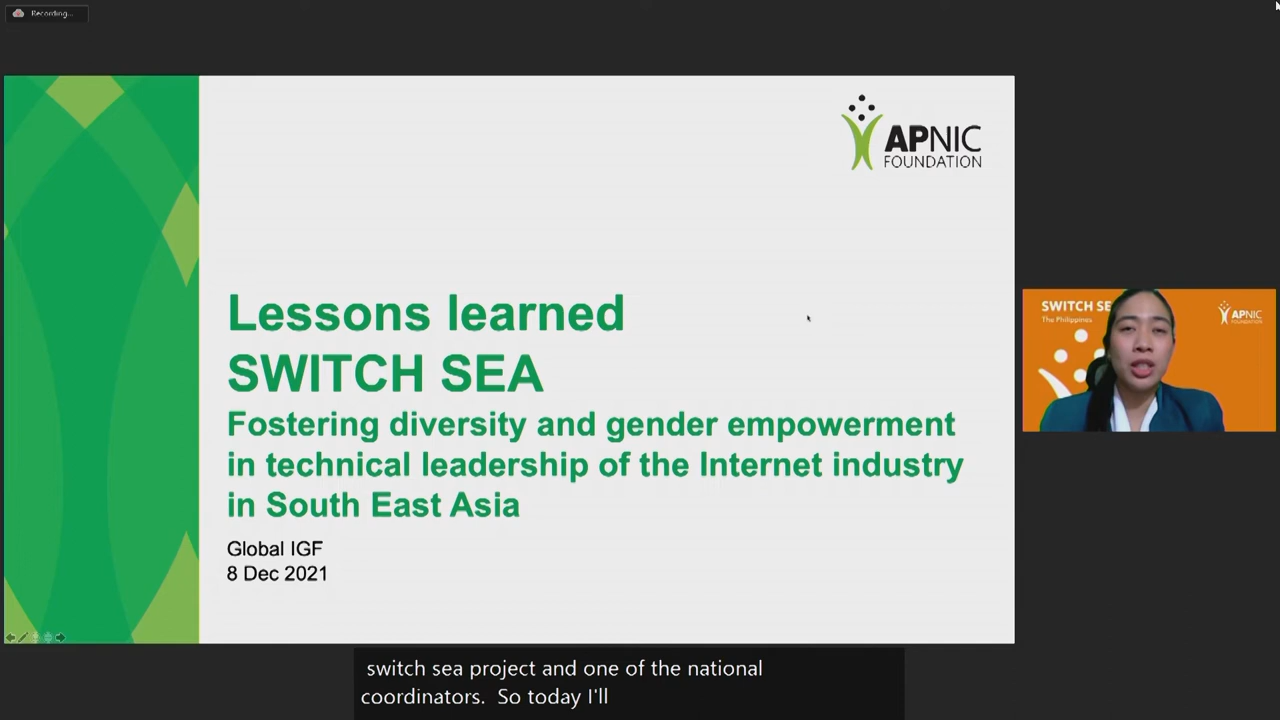 Recording...
APNIC
FOUNDATION
Lessons learned
SWITCH SEA
Fostering diversity and gender empowerment
in technical leadership of the Internet industry
in South East Asia
Global IGF
8 Dec 2021
SWITCH SE
The Philippines
APNIC
FOUNDATION
switch sea project and one of the national
coordinators.  So today I'll